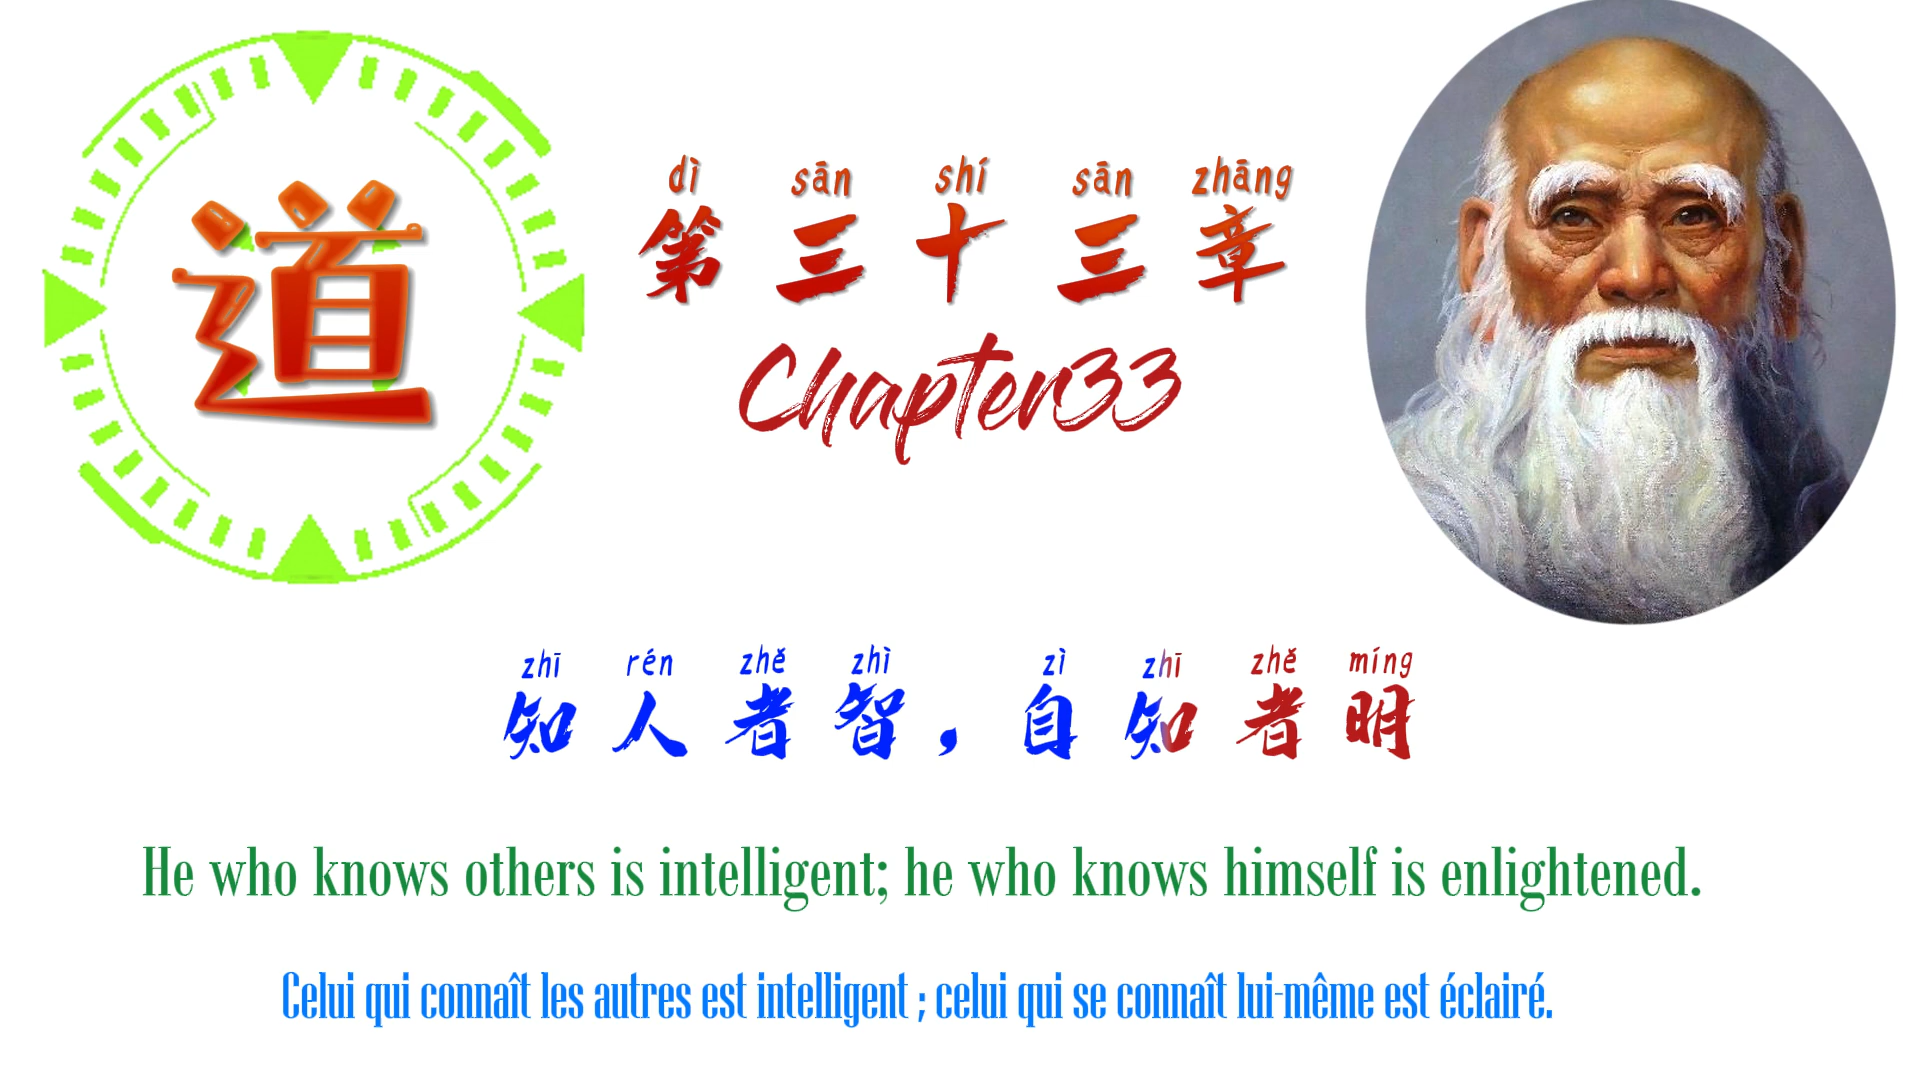 道
dì sān shí sān zhāng
第三十三章
Chapter33
zhī rén zhě zhì zì zhī zhě míng
知人者智，自知者明
He who knows others is intelligent; he who knows himself is enlightened.
Celui qui connaît les autres est intelligent ; celui qui se connaît lui-même est éclairé.